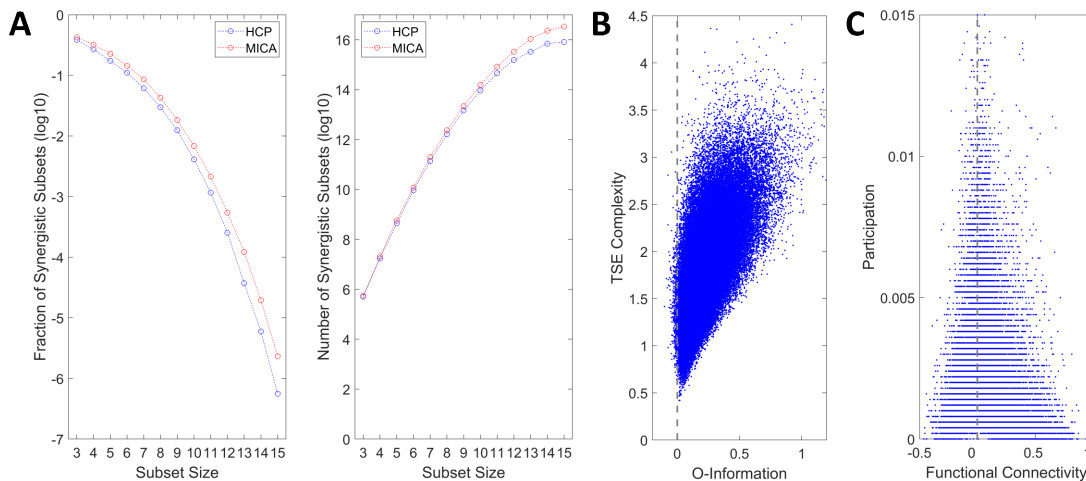 A
Fraction of Synergistic Subsets (log10)
0
-1
-2
-3
-4
-5
-6
-7
HCP
MICA
3 4 5 6 7 8 9 10 11 12 13 14 15
Subset Size
Number of Synergistic Subsets (log10)
16
14
12
10
8
6
4
2
0
HCP
MICA
3 4 5 6 7 8 9 10 11 12 13 14 15
Subset Size
B
TSE Complexity
4.5
4
3.5
3
2.5
2
1.5
1
0.5
0
0 0.5 1
O-Information
C
Participation
0.015
0.01
0.005
0
-0.5 0 0.5 1
Functional Connectivity